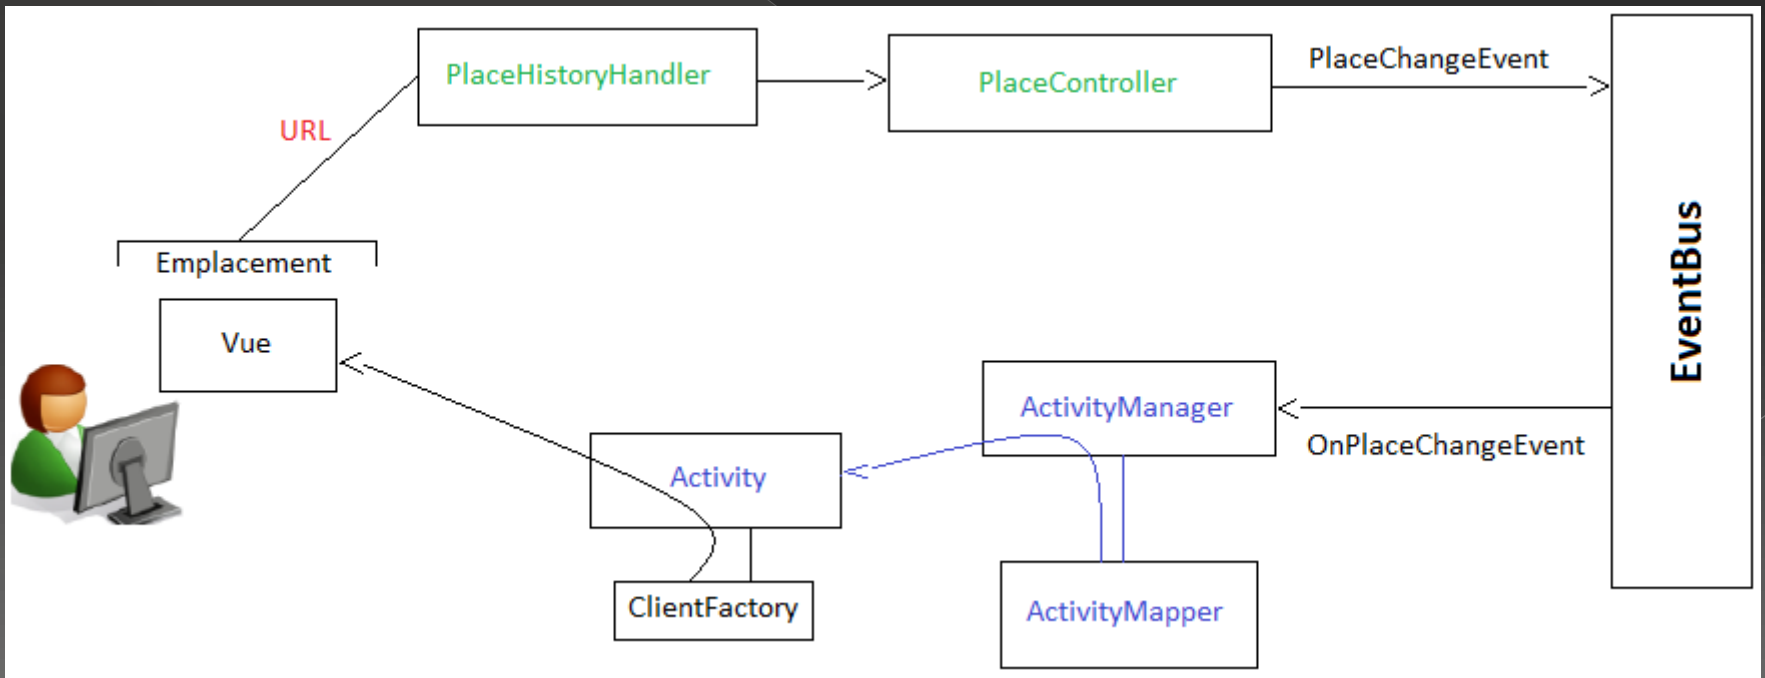 PlaceHistoryHandler
PlaceController
PlaceChangeEvent
URL
Emplacement
Vue
EventBus
ActivityManager
OnPlaceChangeEvent
Activity
ClientFactory
ActivityMapper